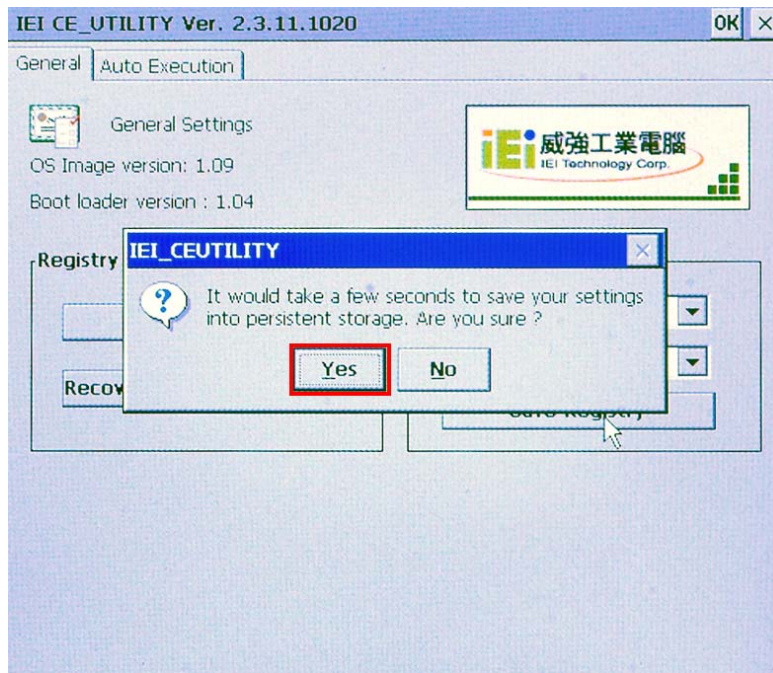 IEI CE_UTILITY Ver. 2.3.11.1020
OK
General
Auto Execution
General Settings
OS Image version: 1.09
Boot loader version : 1.04
iEi 威強工業電腦
IEI Technology Corp.
Registry
IEI_CEUTILITY
It would take a few seconds to save your settings
into persistent storage. Are you sure ?
Yes
No